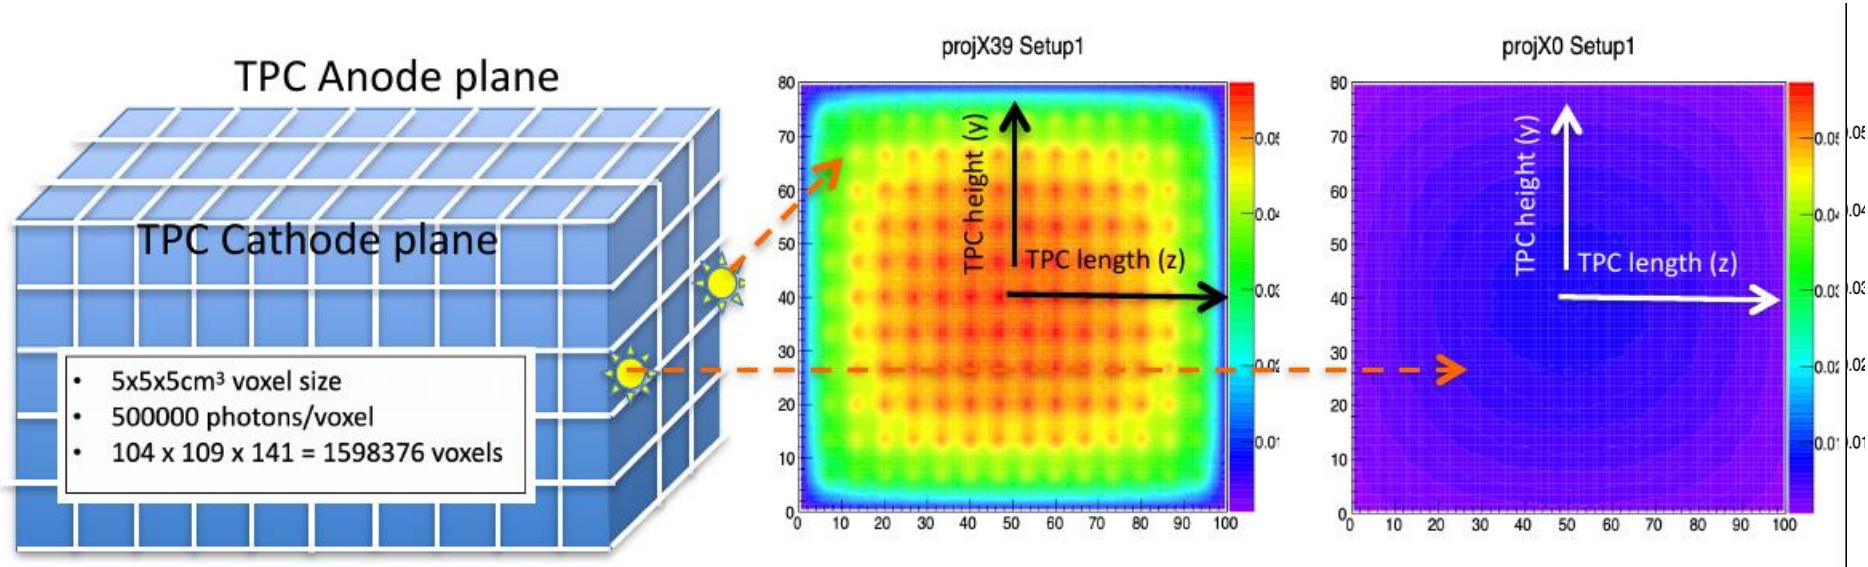 TPC Anode plane
TPC Cathode plane
• 5x5x5cm³ voxel size
• 500000 photons/voxel
• 104 x 109 x 141 = 1598376 voxels
projX39 Setup1
80
70
60
50
40
30
20
10
0
0 10 20 30 40 50 60 70 80 90 100
TPC height (y)
TPC length (z)
projX0 Setup1
80
70
60
50
40
30
20
10
0
0 10 20 30 40 50 60 70 80 90 100
TPC height (y)
TPC length (z)
0.05
0.04
0.03
0.02
0.01